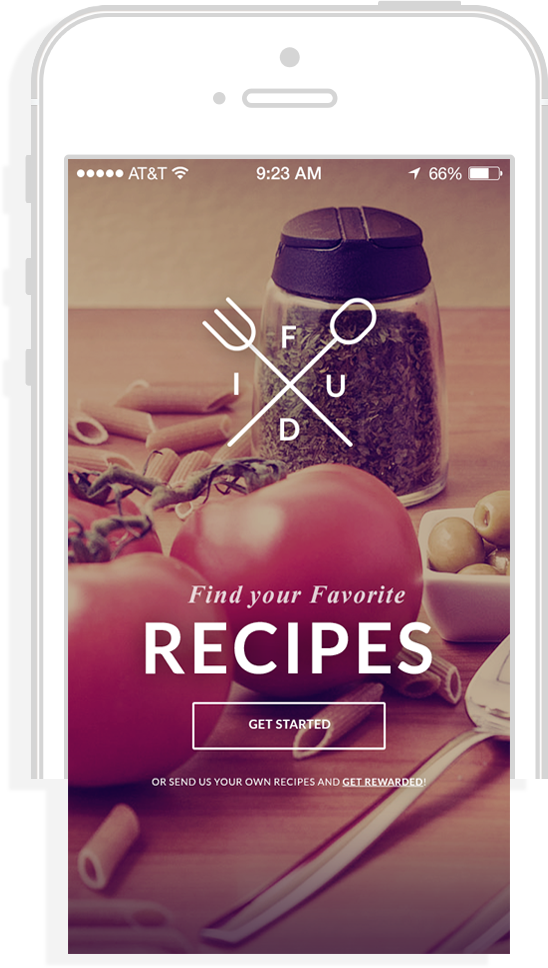 AT&T 9:23 AM 66%
F
I U
D
Find your Favorite
RECIPES
GET STARTED
OR SEND US YOUR OWN RECIPES AND GET REWARDED!